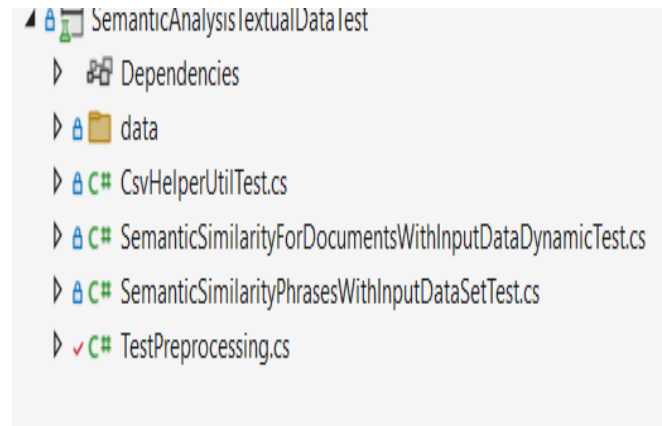 SemanticAnalysisTextualDataTest
Dependencies
data
C# CsvHelperUtilTest.cs
C# SemanticSimilarityForDocumentsWithInputDataDynamicTest.cs
C# SemanticSimilarityPhrasesWithInputDataSetTest.cs
C# TestPreprocessing.cs